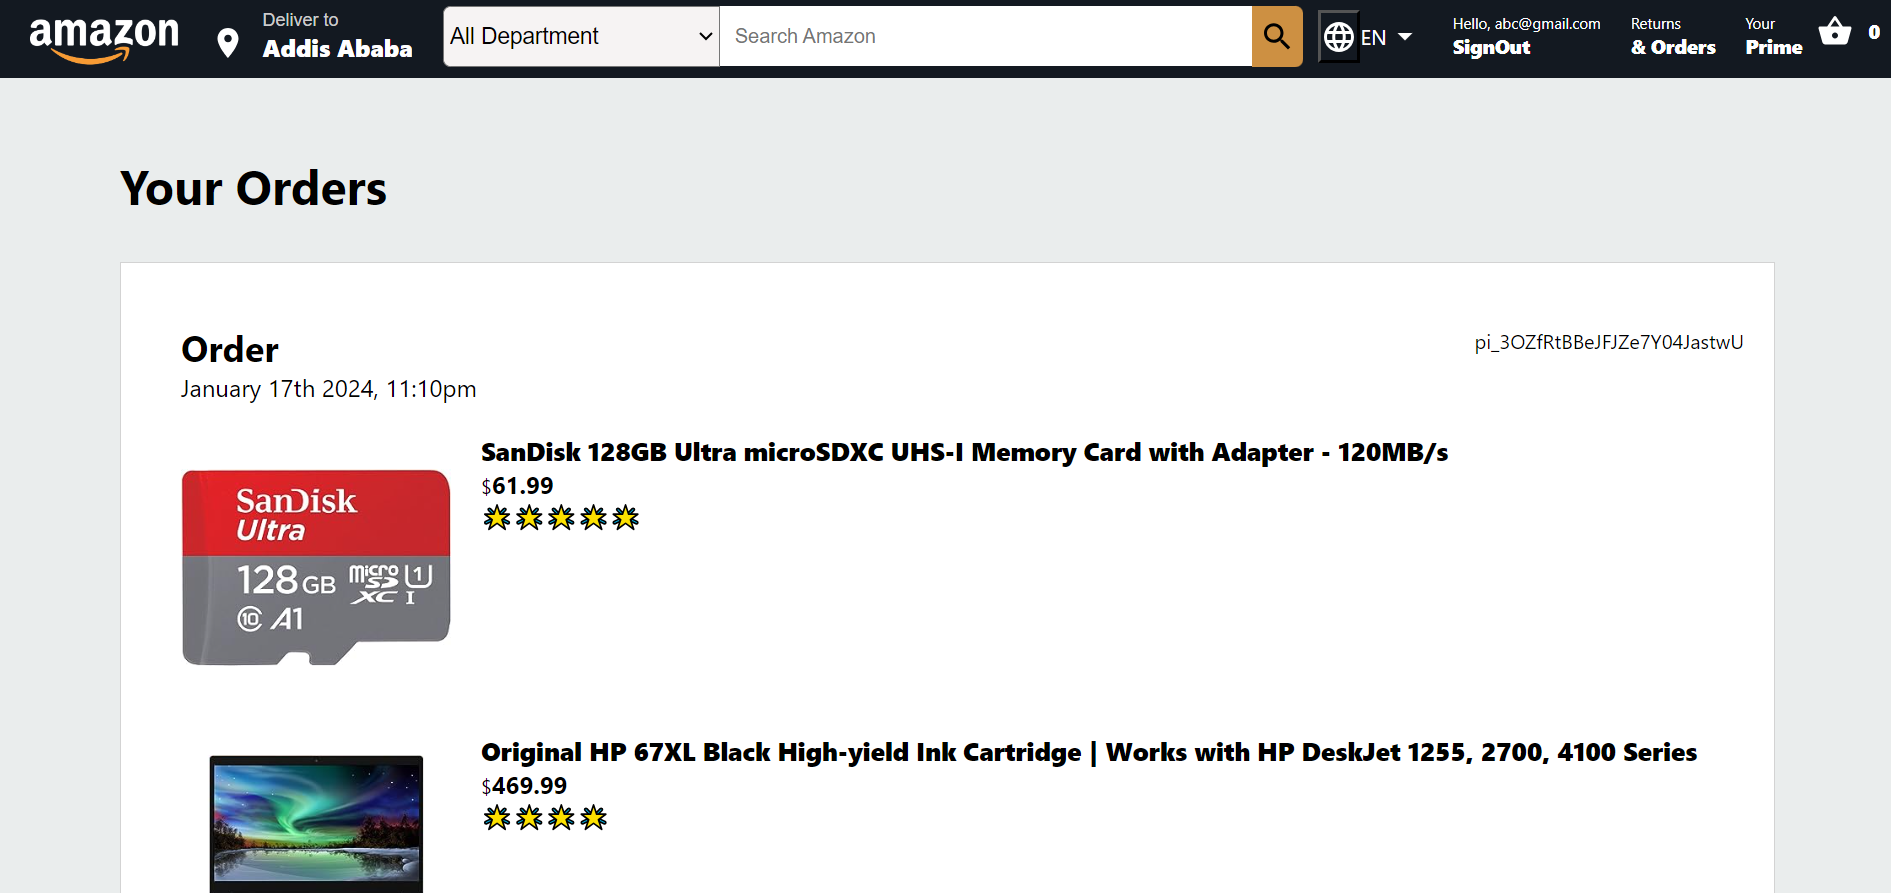 amazon
Deliver to
Addis Ababa
All Department
Search Amazon
EN
Hello, abc@gmail.com
SignOut
Returns
& Orders
Your
Prime
0
Your Orders
Order
pi_3OZfRtBBeJFJZe7Y04JastwU
January 17th 2024, 11:10pm
SanDisk 128GB Ultra microSDXC UHS-I Memory Card with Adapter - 120MB/s
$61.99
SanDisk
Ultra
128GB micro SD XC I U1
10 A1
Original HP 67XL Black High-yield Ink Cartridge | Works with HP DeskJet 1255, 2700, 4100 Series
$469.99